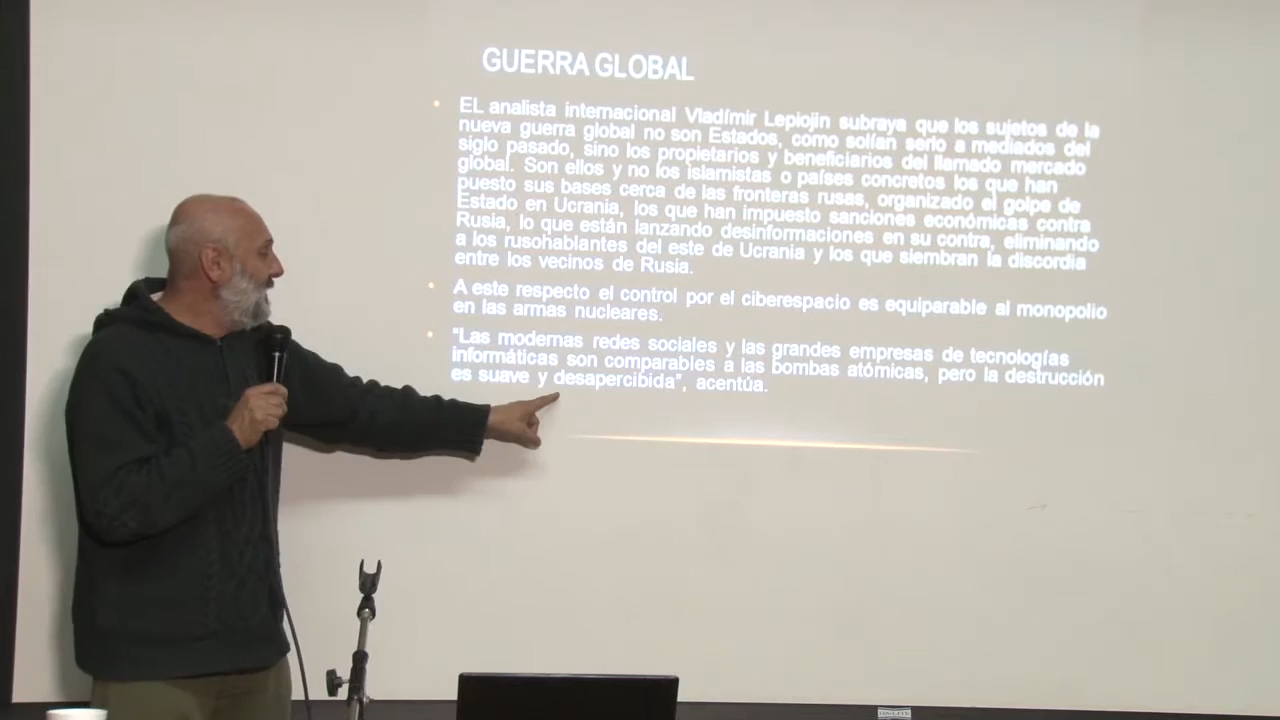 GUERRA GLOBAL
EL analista internacional Vladímir Lepiojin subraya que los sujetos de la
nueva guerra global no son Estados, como solían serlo a mediados del
siglo pasado, sino los propietarios y beneficiarios del llamado mercado
global. Son ellos y no los islamistas o países concretos los que han
puesto sus bases cerca de las fronteras rusas, organizado el golpe de
Estado en Ucrania, los que han impuesto sanciones económicas contra
Rusia, lo que están lanzando desinformaciones en su contra, eliminando
a los rusohablantes del este de Ucrania y los que siembran la discordia
entre los vecinos de Rusia.
A este respecto el control por el ciberespacio es equiparable al monopolio
en las armas nucleares.
“Las modernas redes sociales y las grandes empresas de tecnologías
informáticas son comparables a las bombas atómicas, pero la destrucción
es suave y desapercibida”, acentúa.
DA-LITE